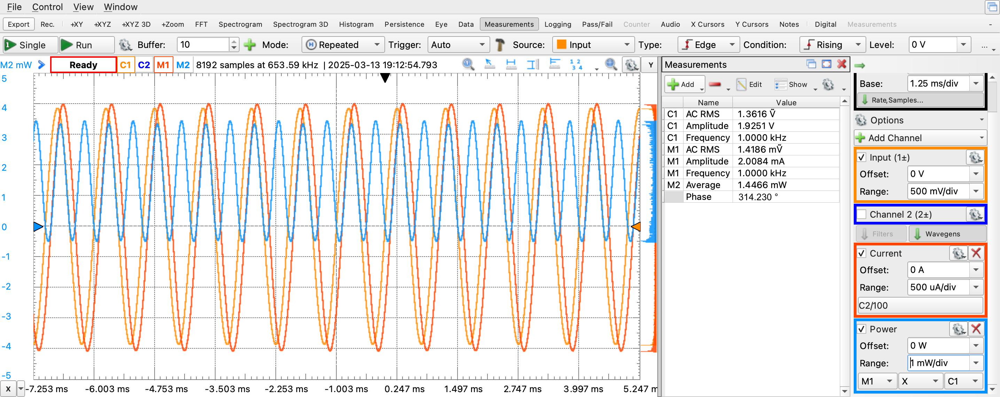 File Control View Window
Export Rec. +XY +XYZ +XYZ 3D +Zoom FFT Spectrogram Spectrogram 3D Histogram Persistence Eye Data Measurements Logging Pass/Fail Counter Audio X Cursors Y Cursors Notes Digital Measurements -
1 Single Run Buffer: 10 Mode: Repeated Trigger: Auto Source: Input Type: Edge Condition: Rising Level: 0 V ...
M2 mW Ready C1 C2 M1 M2 8192 samples at 653.59 kHz | 2025-03-13 19:12:54.793 Y
5
4
3
2
1
0
-1
-2
-3
-4
-5
X -7.253 ms -6.003 ms -4.753 ms -3.503 ms -2.253 ms -1.003 ms 0.247 ms 1.497 ms 2.747 ms 3.997 ms 5.247 m
Measurements
Add Edit Show
Name Value
C1 AC RMS 1.3616 Ṽ
C1 Amplitude 1.9251 V
C1 Frequency 1.0000 kHz
M1 AC RMS 1.4186 mṼ
M1 Amplitude 2.0084 mA
M1 Frequency 1.0000 kHz
M2 Average 1.4466 mW
Phase 314.230 °
Base: 1.25 ms/div
Rate,Samples...
Options
Add Channel
Input (1±)
Offset: 0 V
Range: 500 mV/div
Channel 2 (2±)
Filters Wavegens
Current
Offset: 0 A
Range: 500 uA/div
C2/100
Power
Offset: 0 W
Range: 1 mW/div
M1 X C1